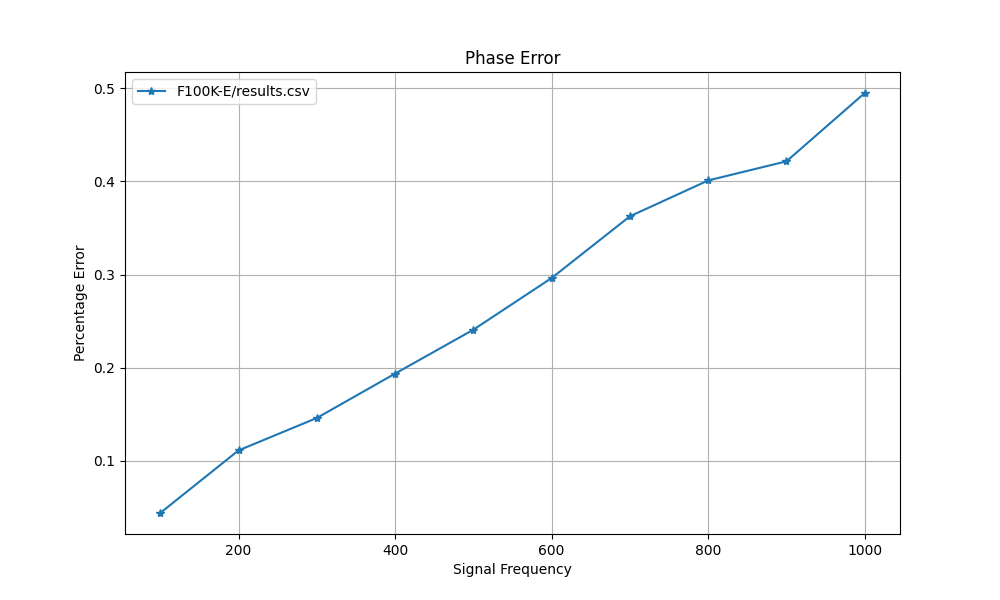 Phase Error
F100K-E/results.csv
Percentage Error
0.5
0.4
0.3
0.2
0.1
200 400 600 800 1000
Signal Frequency